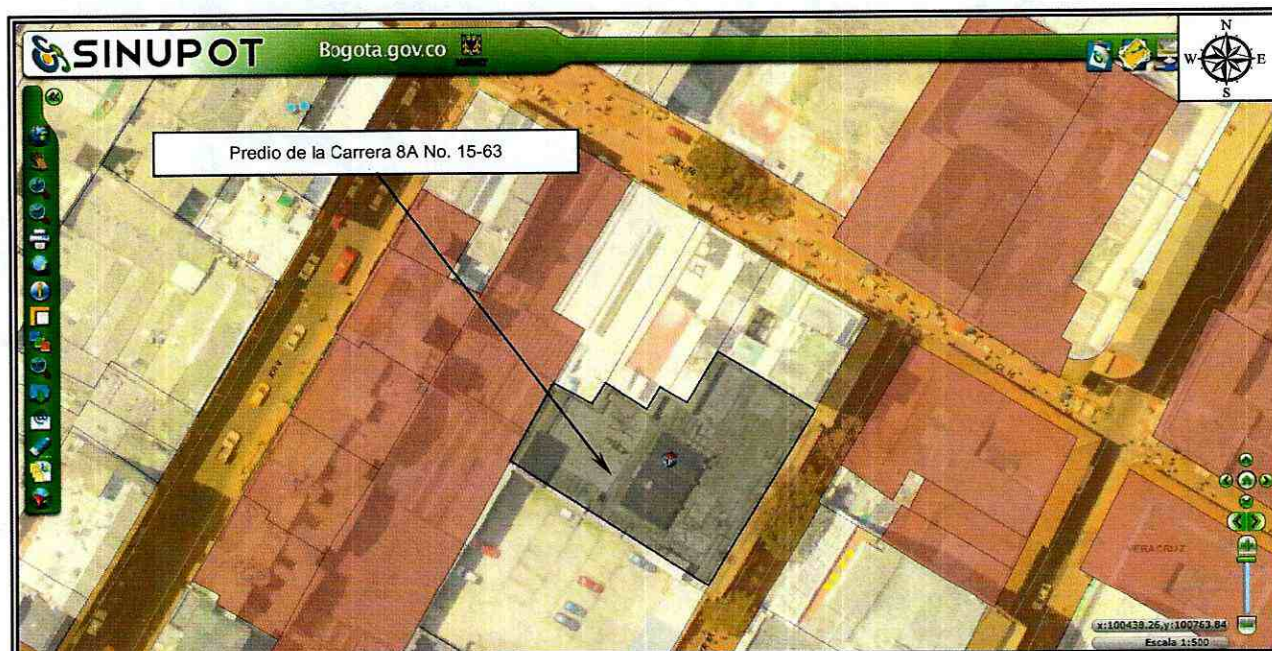 SINUPOT
Bogota.gov.co
N
W E
S
Predio de la Carrera 8A No. 15-63
VERACRUZ
x:100438.26,y:100763.84
Escala 1:500